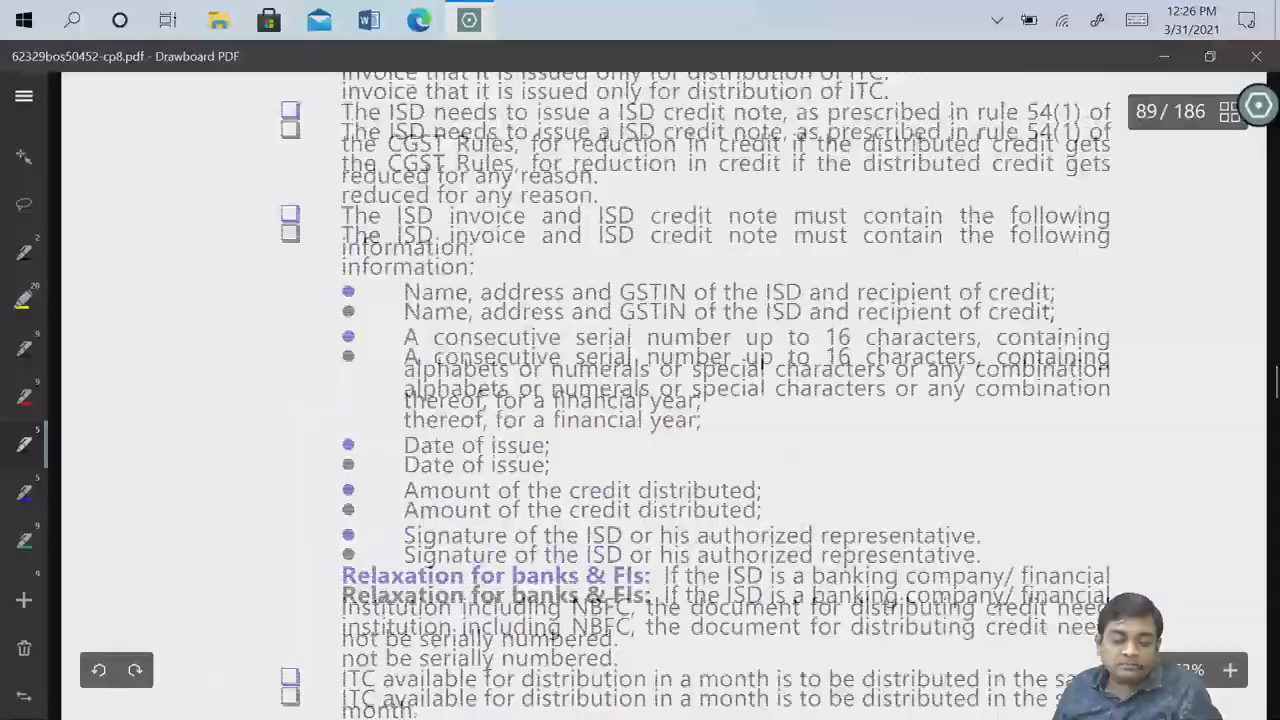 12:26 PM
3/31/2021
62329bos50452-cp8.pdf - Drawboard PDF
89 / 186
invoice that it is issued only for distribution of ITC.
The ISD needs to issue a ISD credit note, as prescribed in rule 54(1) of
the CGST Rules, for reduction in credit if the distributed credit gets
reduced for any reason.
The ISD invoice and ISD credit note must contain the following
information:
Name, address and GSTIN of the ISD and recipient of credit;
A consecutive serial number up to 16 characters, containing
alphabets or numerals or special characters or any combination
thereof, for a financial year;
Date of issue;
Amount of the credit distributed;
Signature of the ISD or his authorized representative.
Relaxation for banks & FIs: If the ISD is a banking company/ financial
institution including NBFC, the document for distributing credit need
not be serially numbered.
ITC available for distribution in a month is to be distributed in the
month.